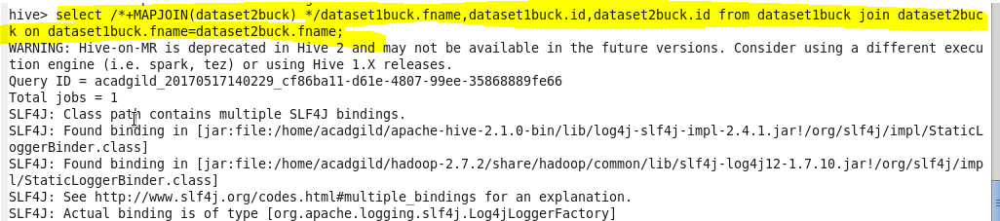 hive> select /*+MAPJOIN(dataset2buck) */dataset1buck.fname,dataset1buck.id,dataset2buck.id from dataset1buck join dataset2buc
k on dataset1buck.fname=dataset2buck.fname;
WARNING: Hive-on-MR is deprecated in Hive 2 and may not be available in the future versions. Consider using a different execu
tion engine (i.e. spark, tez) or using Hive 1.X releases.
Query ID = acadgild_20170517140229_cf86ba11-d61e-4807-99ee-35868889fe66
Total jobs = 1
SLF4J: Class path contains multiple SLF4J bindings.
SLF4J: Found binding in [jar:file:/home/acadgild/apache-hive-2.1.0-bin/lib/log4j-slf4j-impl-2.4.1.jar!/org/slf4j/impl/StaticL
oggerBinder.class]
SLF4J: Found binding in [jar:file:/home/acadgild/hadoop-2.7.2/share/hadoop/common/lib/slf4j-log4j12-1.7.10.jar!/org/slf4j/imp
l/StaticLoggerBinder.class]
SLF4J: See http://www.slf4j.org/codes.html#multiple_bindings for an explanation.
SLF4J: Actual binding is of type [org.apache.logging.slf4j.Log4jLoggerFactory]